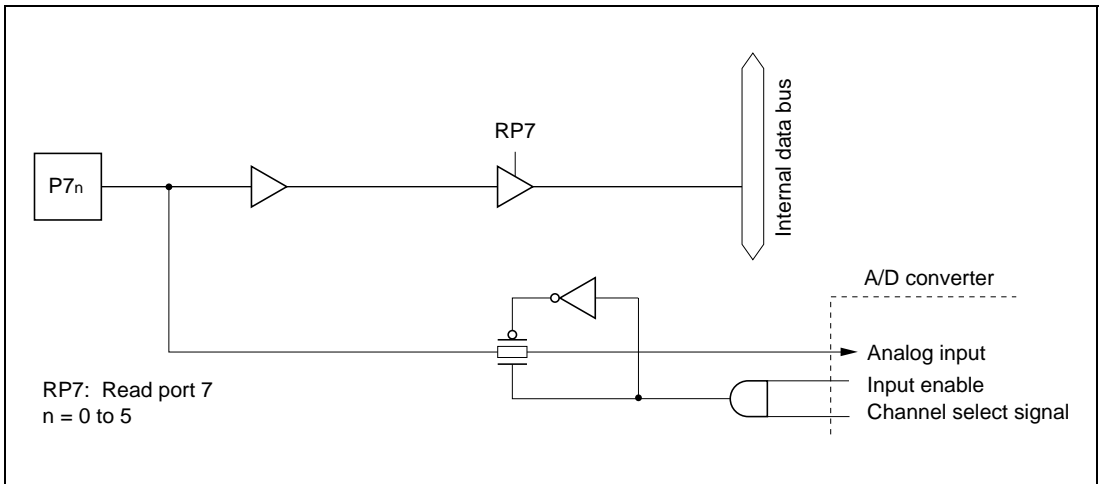 RP7
P7n
Internal data bus
A/D converter
Analog input
Input enable
Channel select signal
RP7: Read port 7
n = 0 to 5